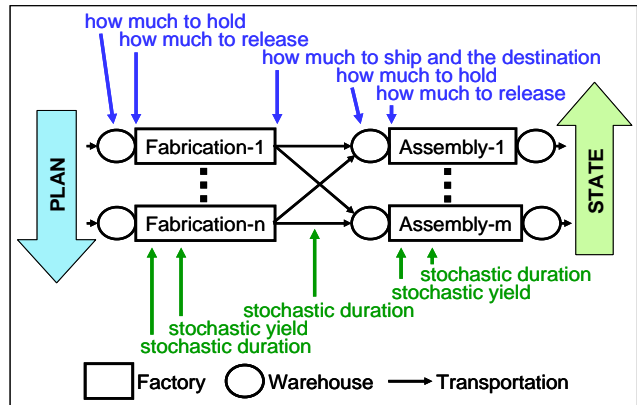 how much to hold
how much to release
how much to ship and the destination
how much to hold
how much to release
Fabrication-1
Assembly-1
PLAN
STATE
Fabrication-n
Assembly-m
stochastic duration
stochastic yield
stochastic duration
stochastic yield
stochastic duration
Factory
Warehouse
Transportation